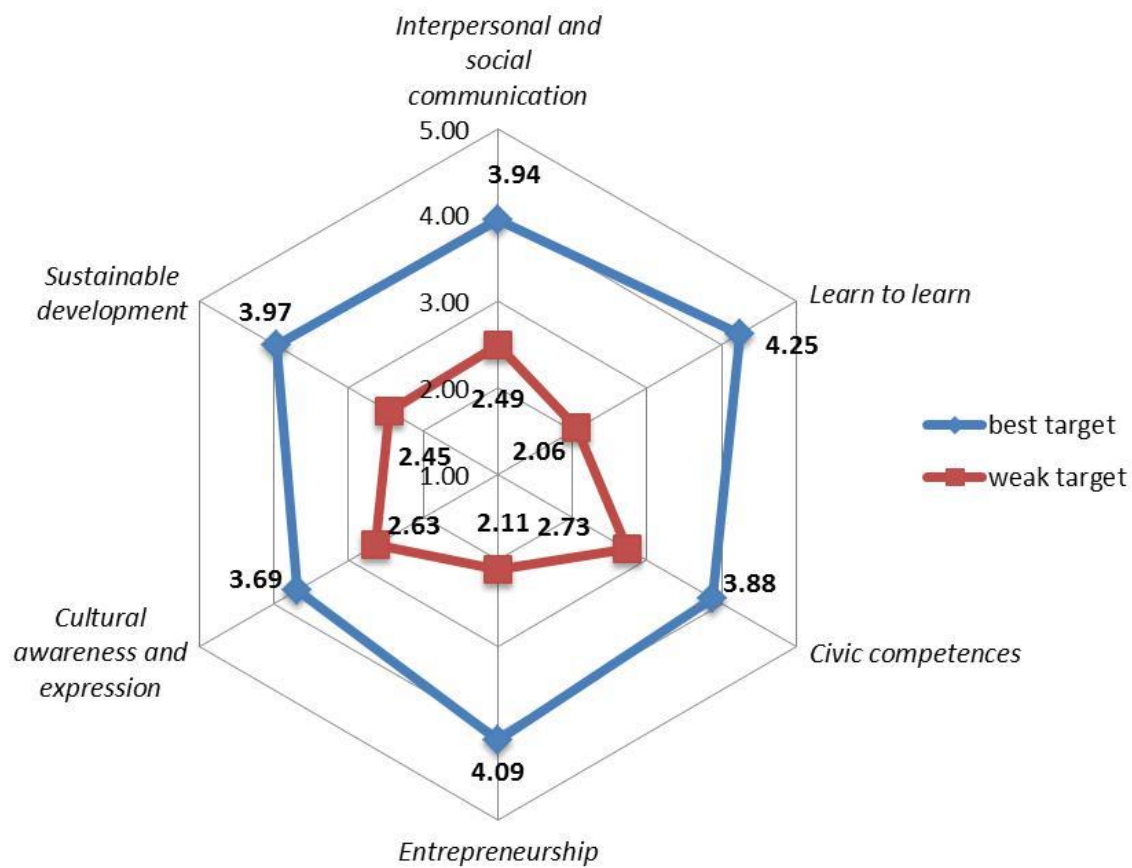 Interpersonal and
social
communication
5.00
3.94
4.00
Sustainable
development
3.97
3.00
Learn to learn
4.25
2.00
2.49
2.06
2.45
best target
weak target
1.00
2.63
2.11
2.73
3.69
3.88
Cultural
awareness and
expression
Civic competences
4.09
Entrepreneurship